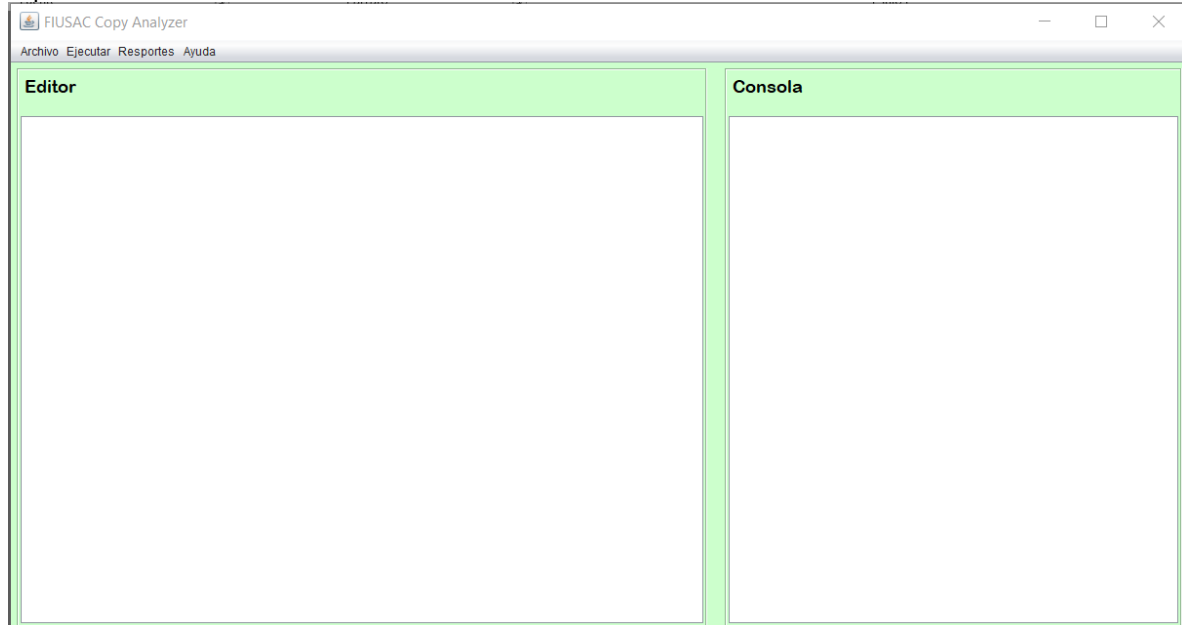 FIUSAC Copy Analyzer
Archivo Ejecutar Resportes Ayuda
Editor
Consola